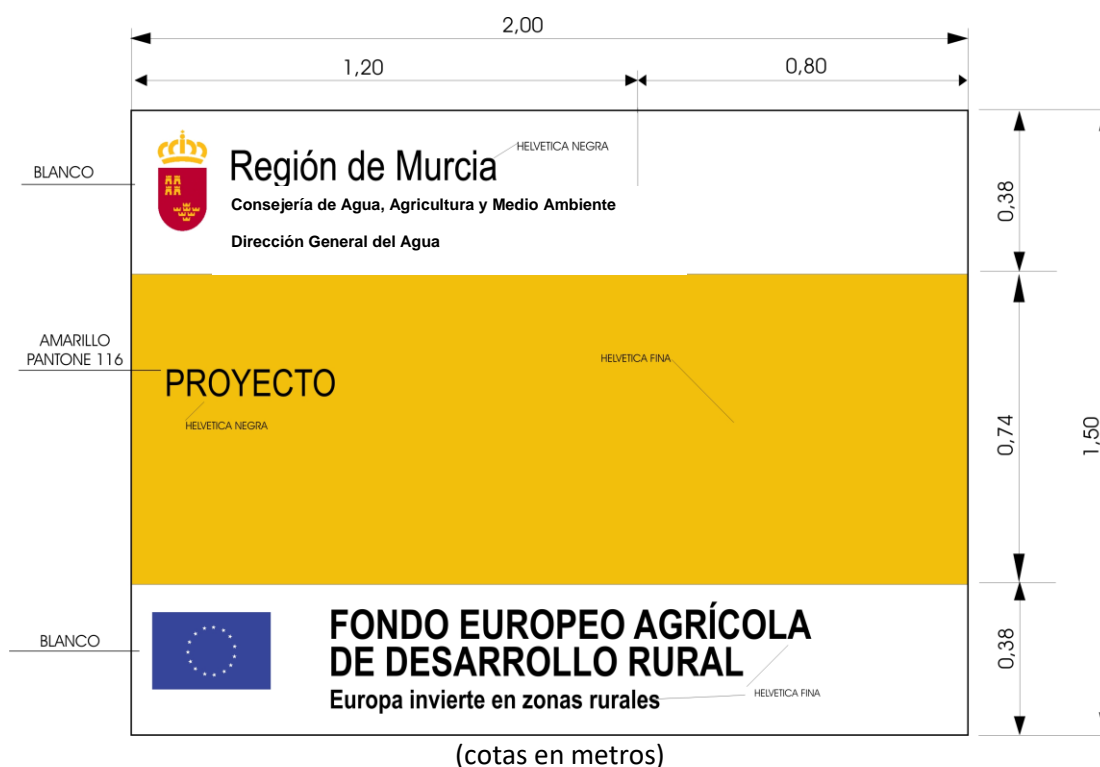 2,00
1,20
0,80
BLANCO
Región de Murcia
HELVETICA NEGRA
Consejería de Agua, Agricultura y Medio Ambiente
Dirección General del Agua
0,38
AMARILLO
PANTONE 116
PROYECTO
HELVETICA NEGRA
HELVETICA FINA
0,74
1,50
BLANCO
FONDO EUROPEO AGRÍCOLA
DE DESARROLLO RURAL
Europa invierte en zonas rurales
HELVETICA FINA
0,38
(cotas en metros)